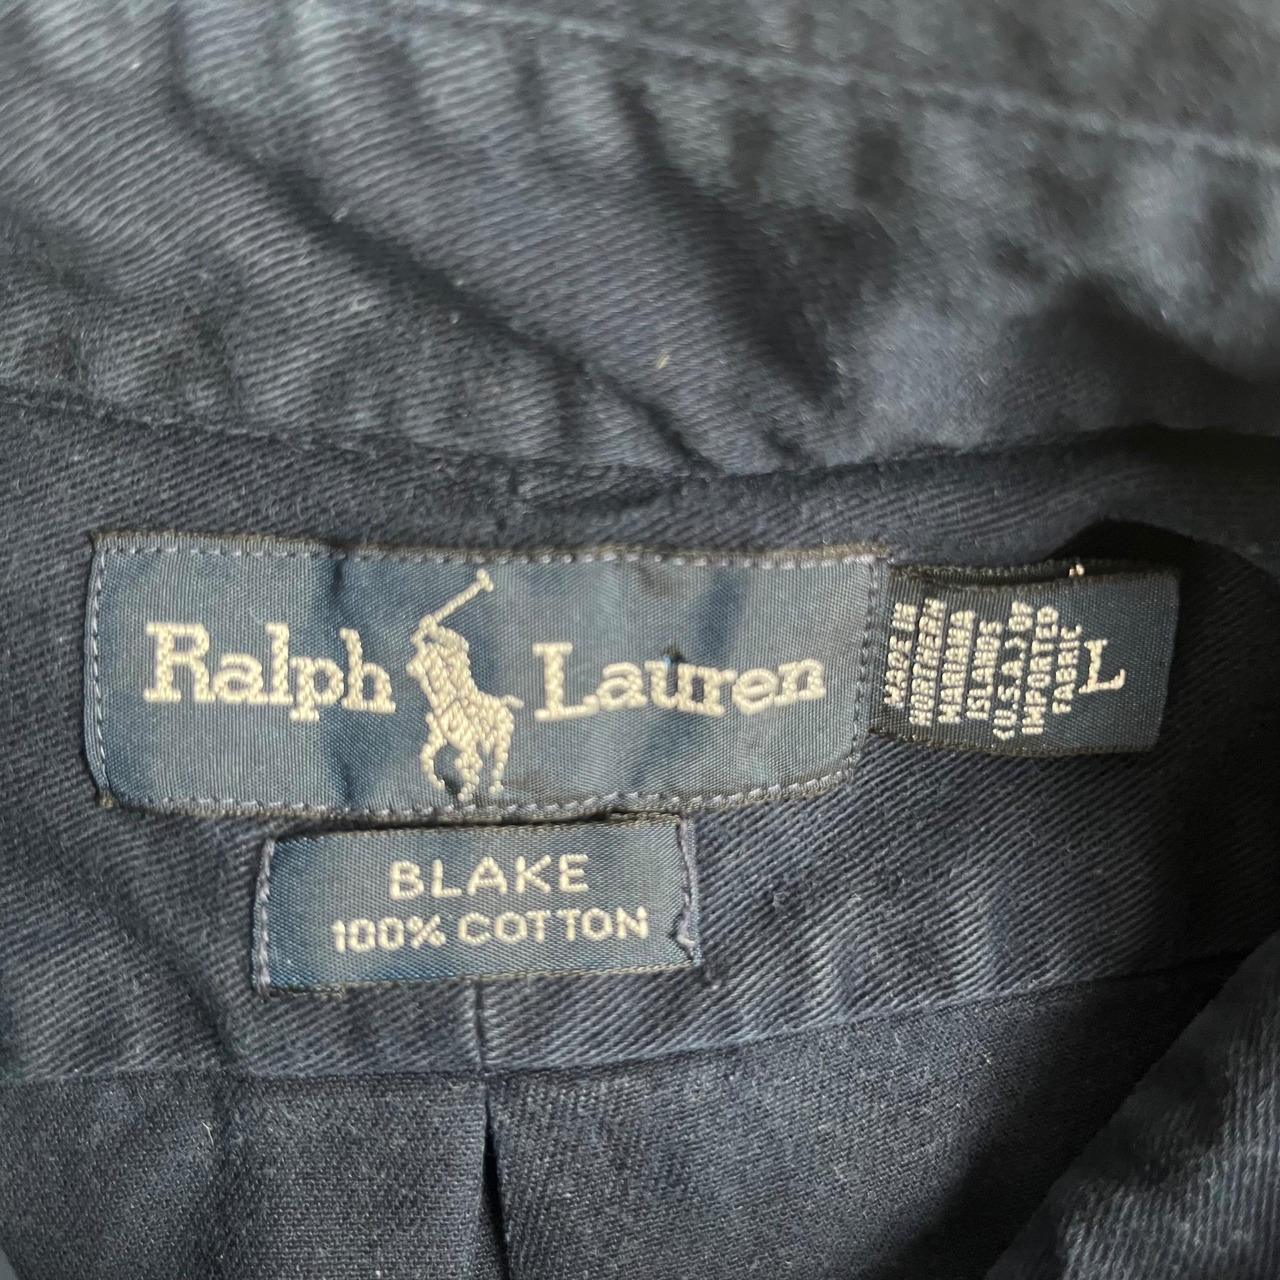 Ralph Lauren
BLAKE
100% COTTON
MADE IN
NORTHERN
MARIANA
ISLANDS
(U.S.A.) OF
IMPORTED
FABRIC
L